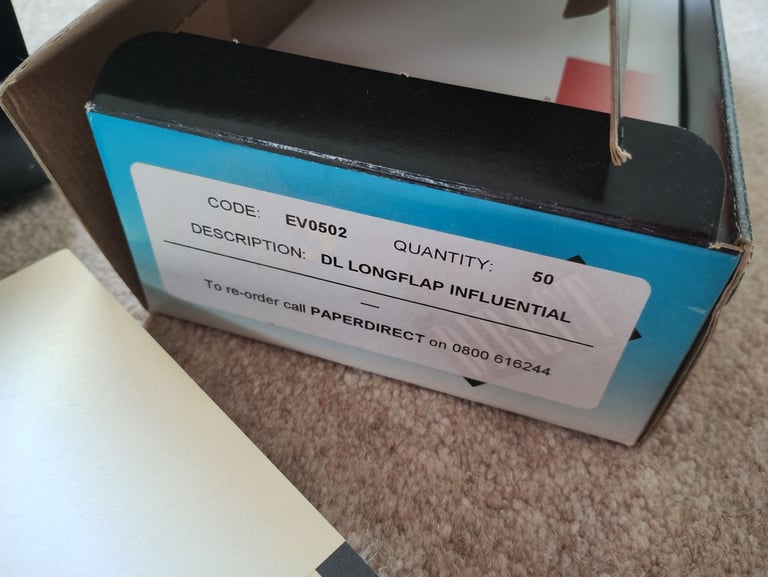 CODE: EV0502 QUANTITY: 50
DESCRIPTION: DL LONGFLAP INFLUENTIAL
To re-order call PAPERDIRECT on 0800 616244